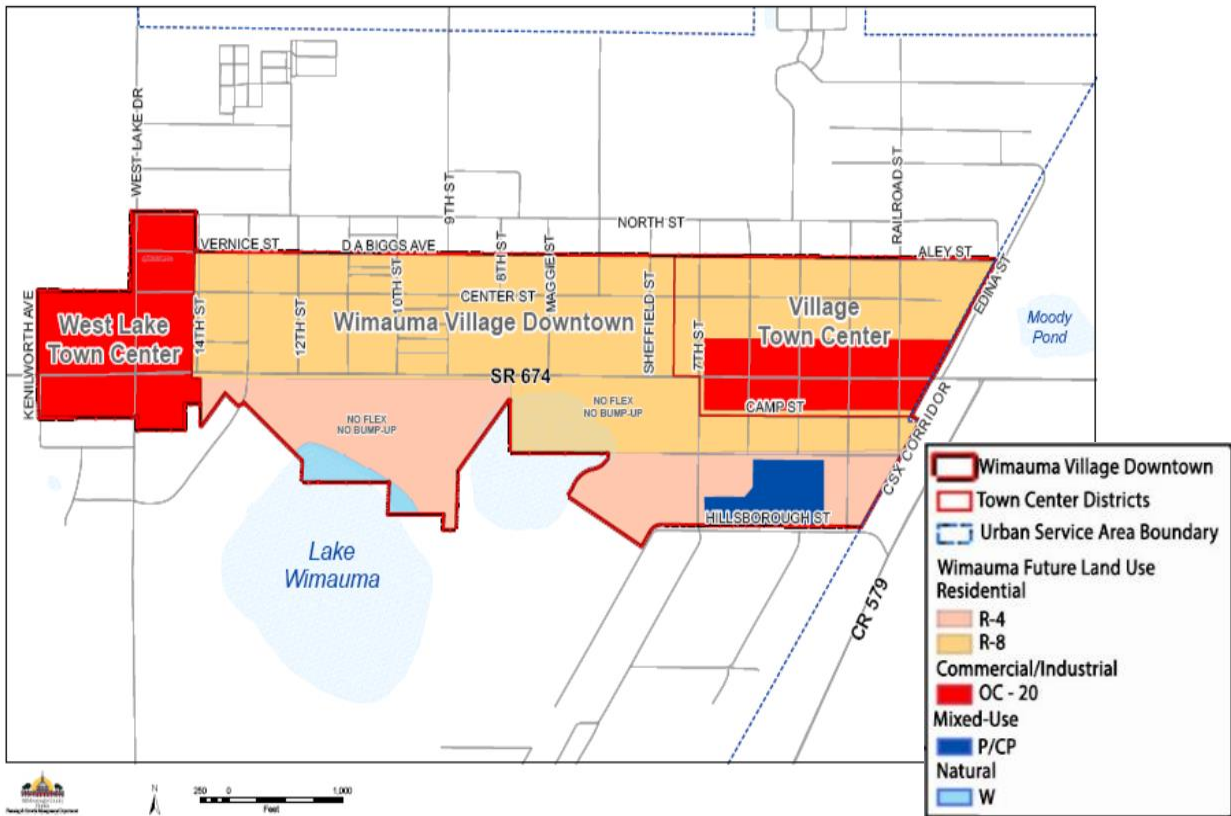 WEST LAKE DR
9TH ST
NORTH ST
RAILROAD ST
VERNICE ST
D A BIGGS AVE
8TH ST
MAGGIE ST
ALEY ST
10TH ST
CENTER ST
SHEFFIELD ST
EDINA ST
KENILWORTH AVE
West Lake
Town Center
14TH ST
12TH ST
Wimauma Village Downtown
7TH ST
Village
Town Center
Moody
Pond
SR 674
CAMP ST
NO FLEX
NO BUMP-UP
NO FLEX
NO BUMP-UP
CSX CORRIDOR
HILLSBOROUGH ST
Lake
Wimauma
CR 579
Wimauma Village Downtown
Town Center Districts
Urban Service Area Boundary
Wimauma Future Land Use
Residential
R-4
R-8
Commercial/Industrial
OC - 20
Mixed-Use
P/CP
Natural
W
N
250 0 1,000
Feet